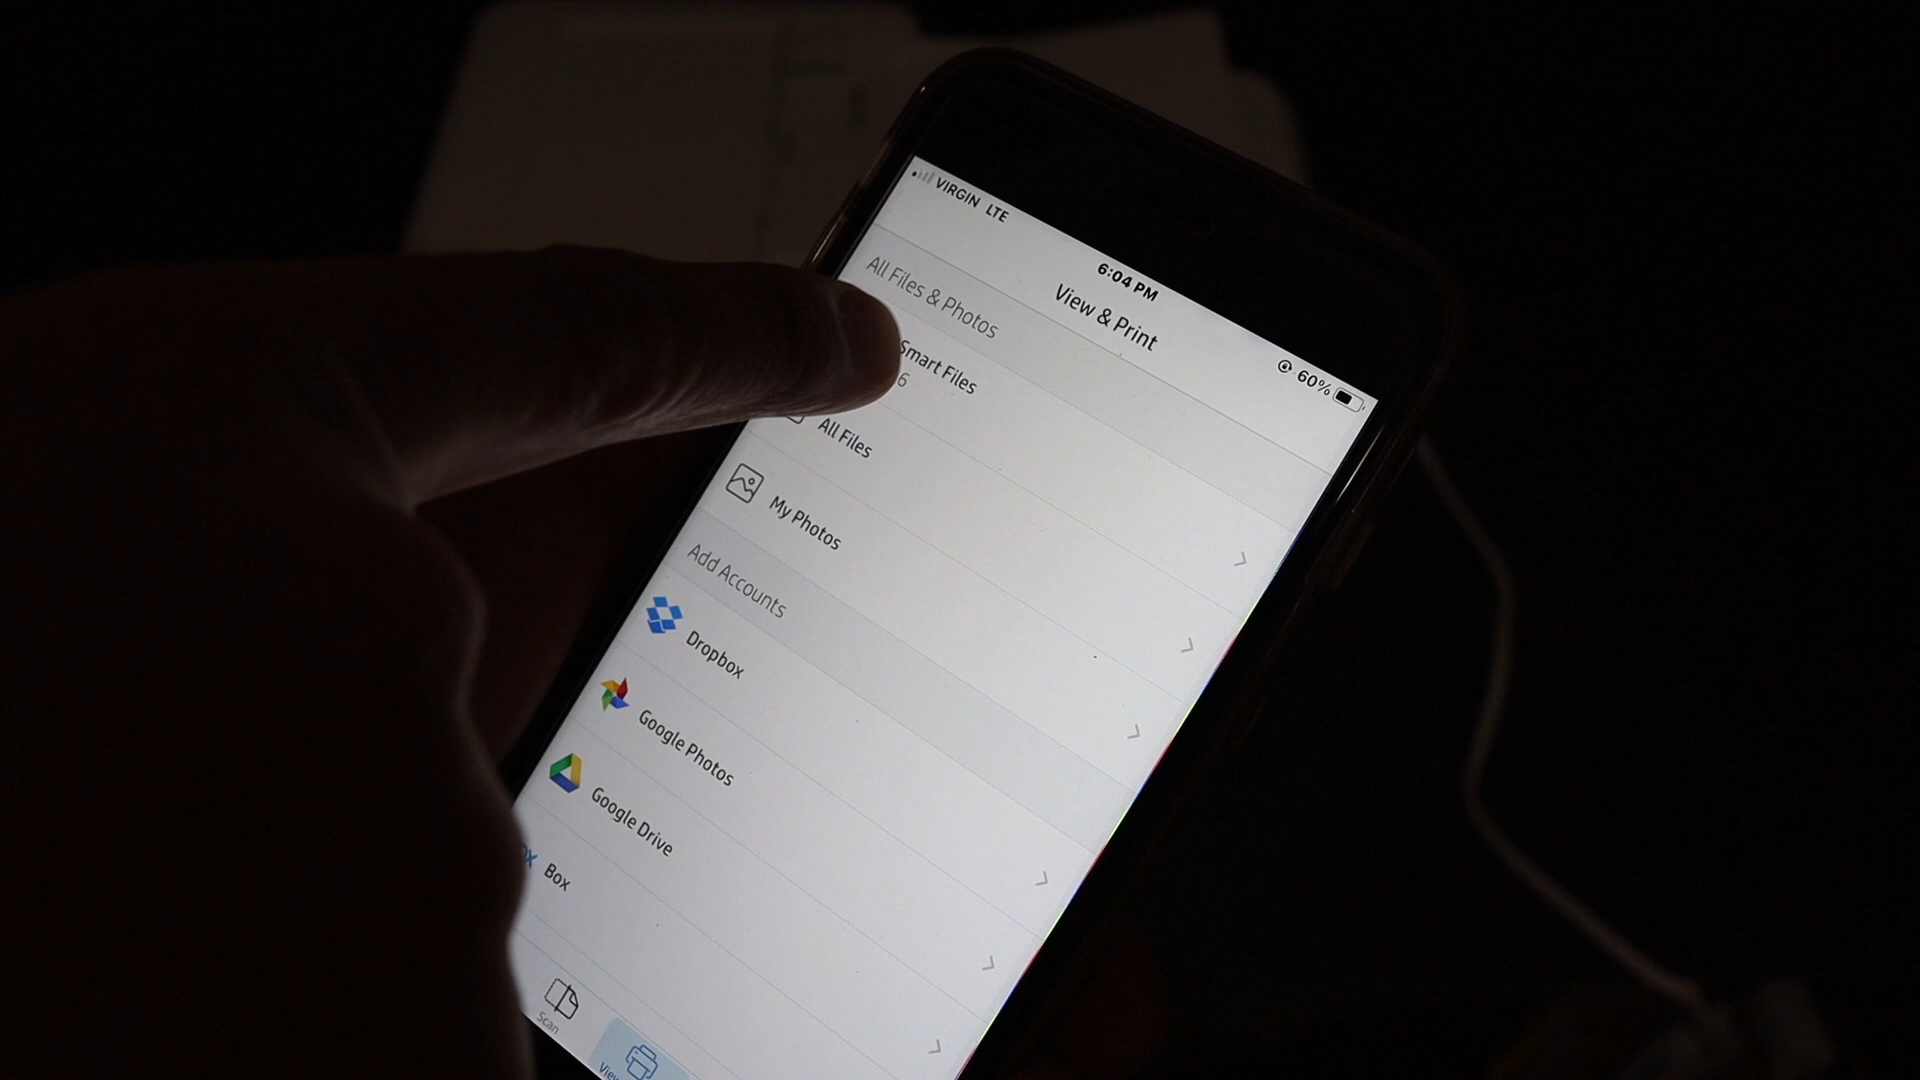 VIRGIN LTE
6:04 PM
60%
View & Print
All Files & Photos
Smart Files
6
All Files
My Photos
Add Accounts
Dropbox
Google Photos
Google Drive
Box
Scan